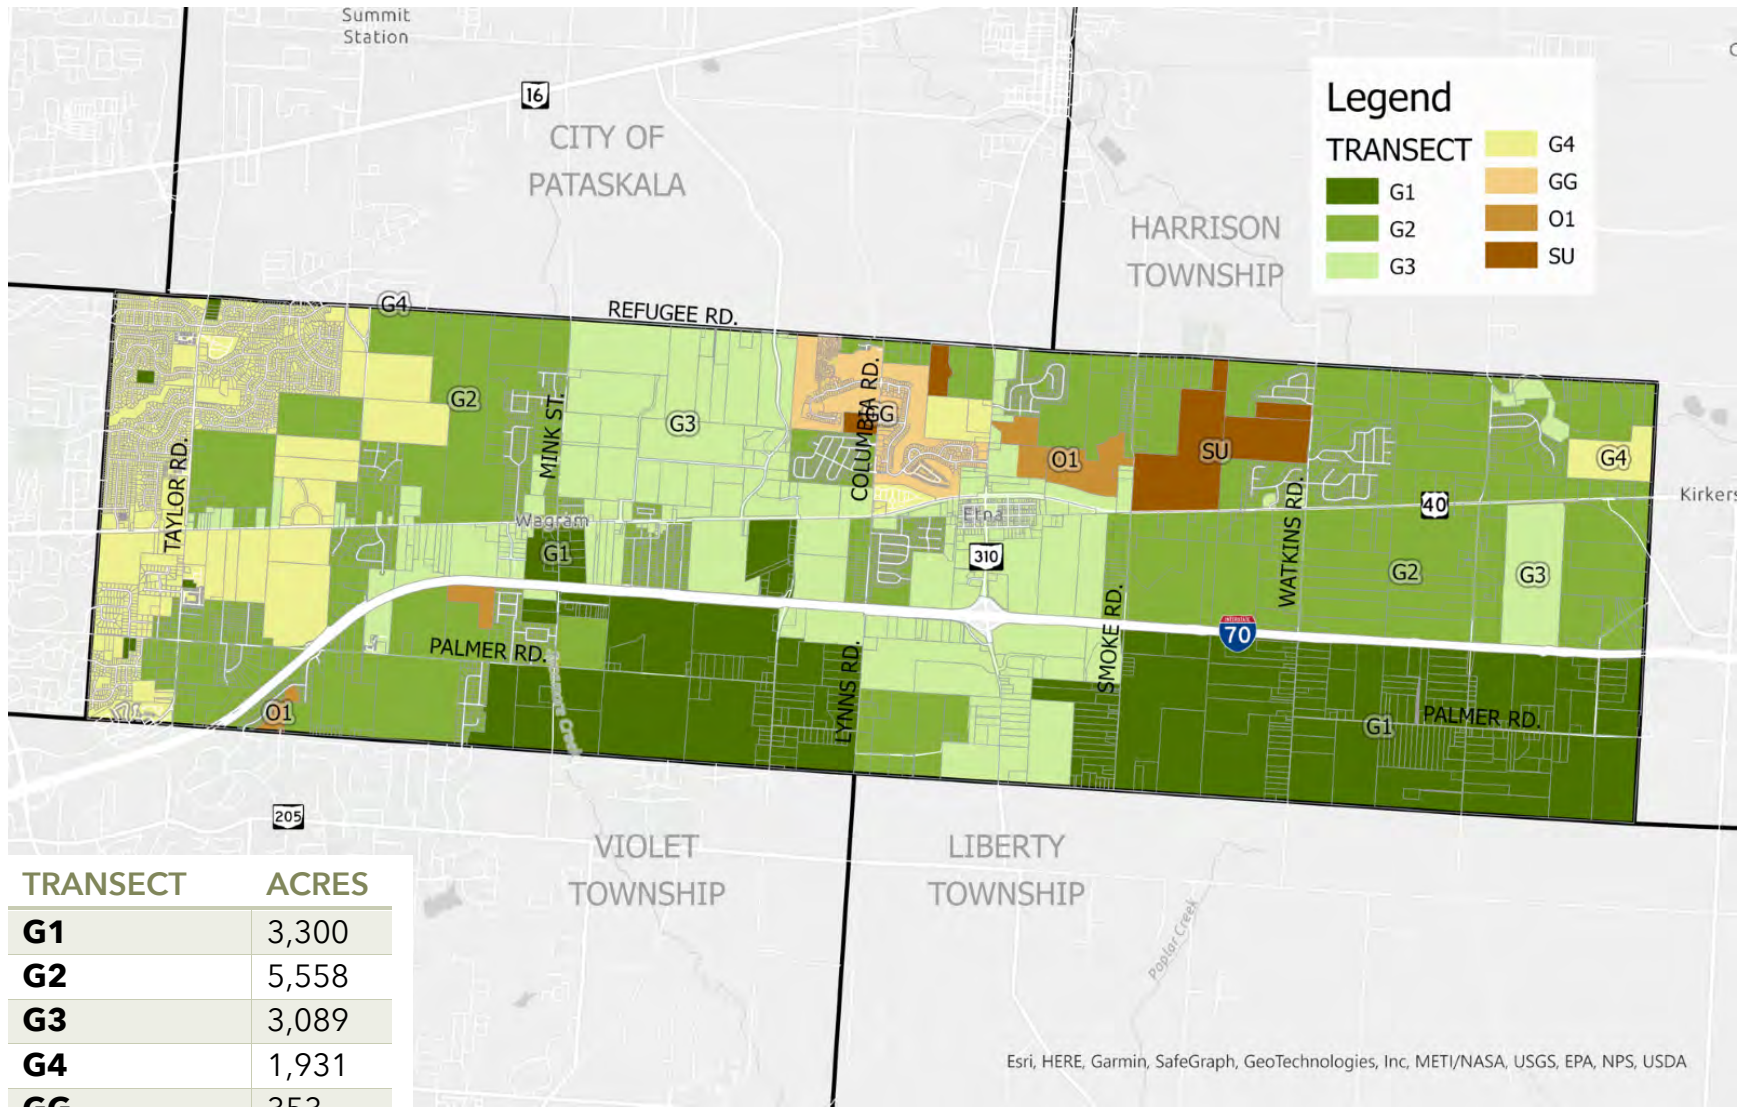 Summit
Station
16
CITY OF
PATASKALA
HARRISON
TOWNSHIP
Legend
TRANSECT
G1
G2
G3
G4
GG
O1
SU
G4
REFUGEE RD.
G2
MINK ST.
G3
COLUMBIA RD.
GG
O1
SU
G4
Kirkers
TAYLOR RD.
Wagram
G1
Etna
310
40
WATKINS RD.
G2
G3
70
PALMER RD.
SMOKE RD.
LYNNS RD.
O1
G1
PALMER RD.
Creek
205
VIOLET
TOWNSHIP
LIBERTY
TOWNSHIP
Poplar Creek
TRANSECT ACRES
G1 3,300
G2 5,558
G3 3,089
G4 1,931
GG 353
Esri, HERE, Garmin, SafeGraph, GeoTechnologies, Inc, METI/NASA, USGS, EPA, NPS, USDA